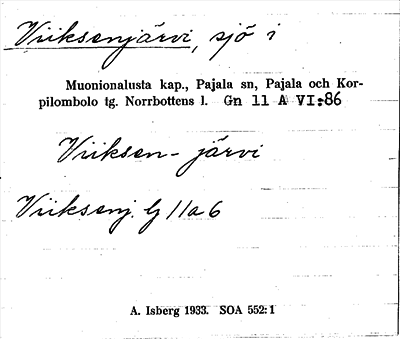 Viiksenjärvi, sjö i
Muonionalusta kap., Pajala sn, Pajala och Kor-
pilombolo tg. Norrbottens l. Gn 11 A VI:86
Viiksen-järvi
Viiksenj. lj 11a6
A. Isberg 1933. SOA 552:1